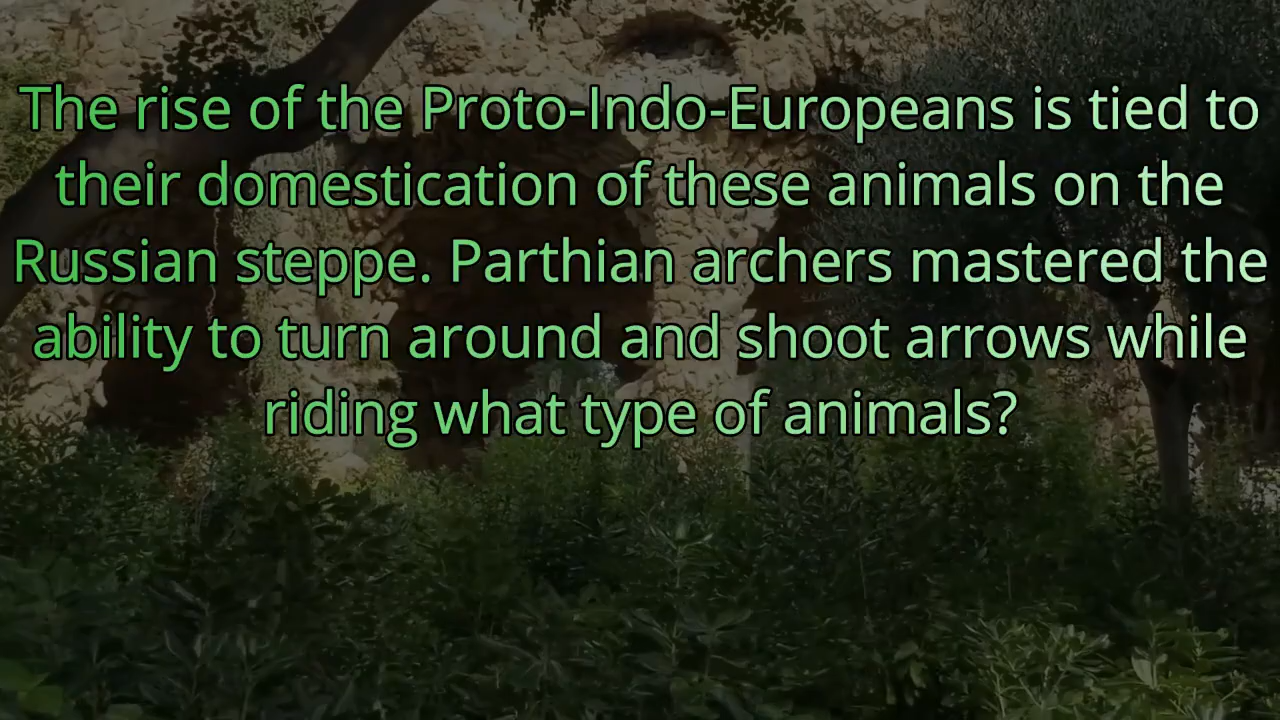 The rise of the Proto-Indo-Europeans is tied to
their domestication of these animals on the
Russian steppe. Parthian archers mastered the
ability to turn around and shoot arrows while
riding what type of animals?